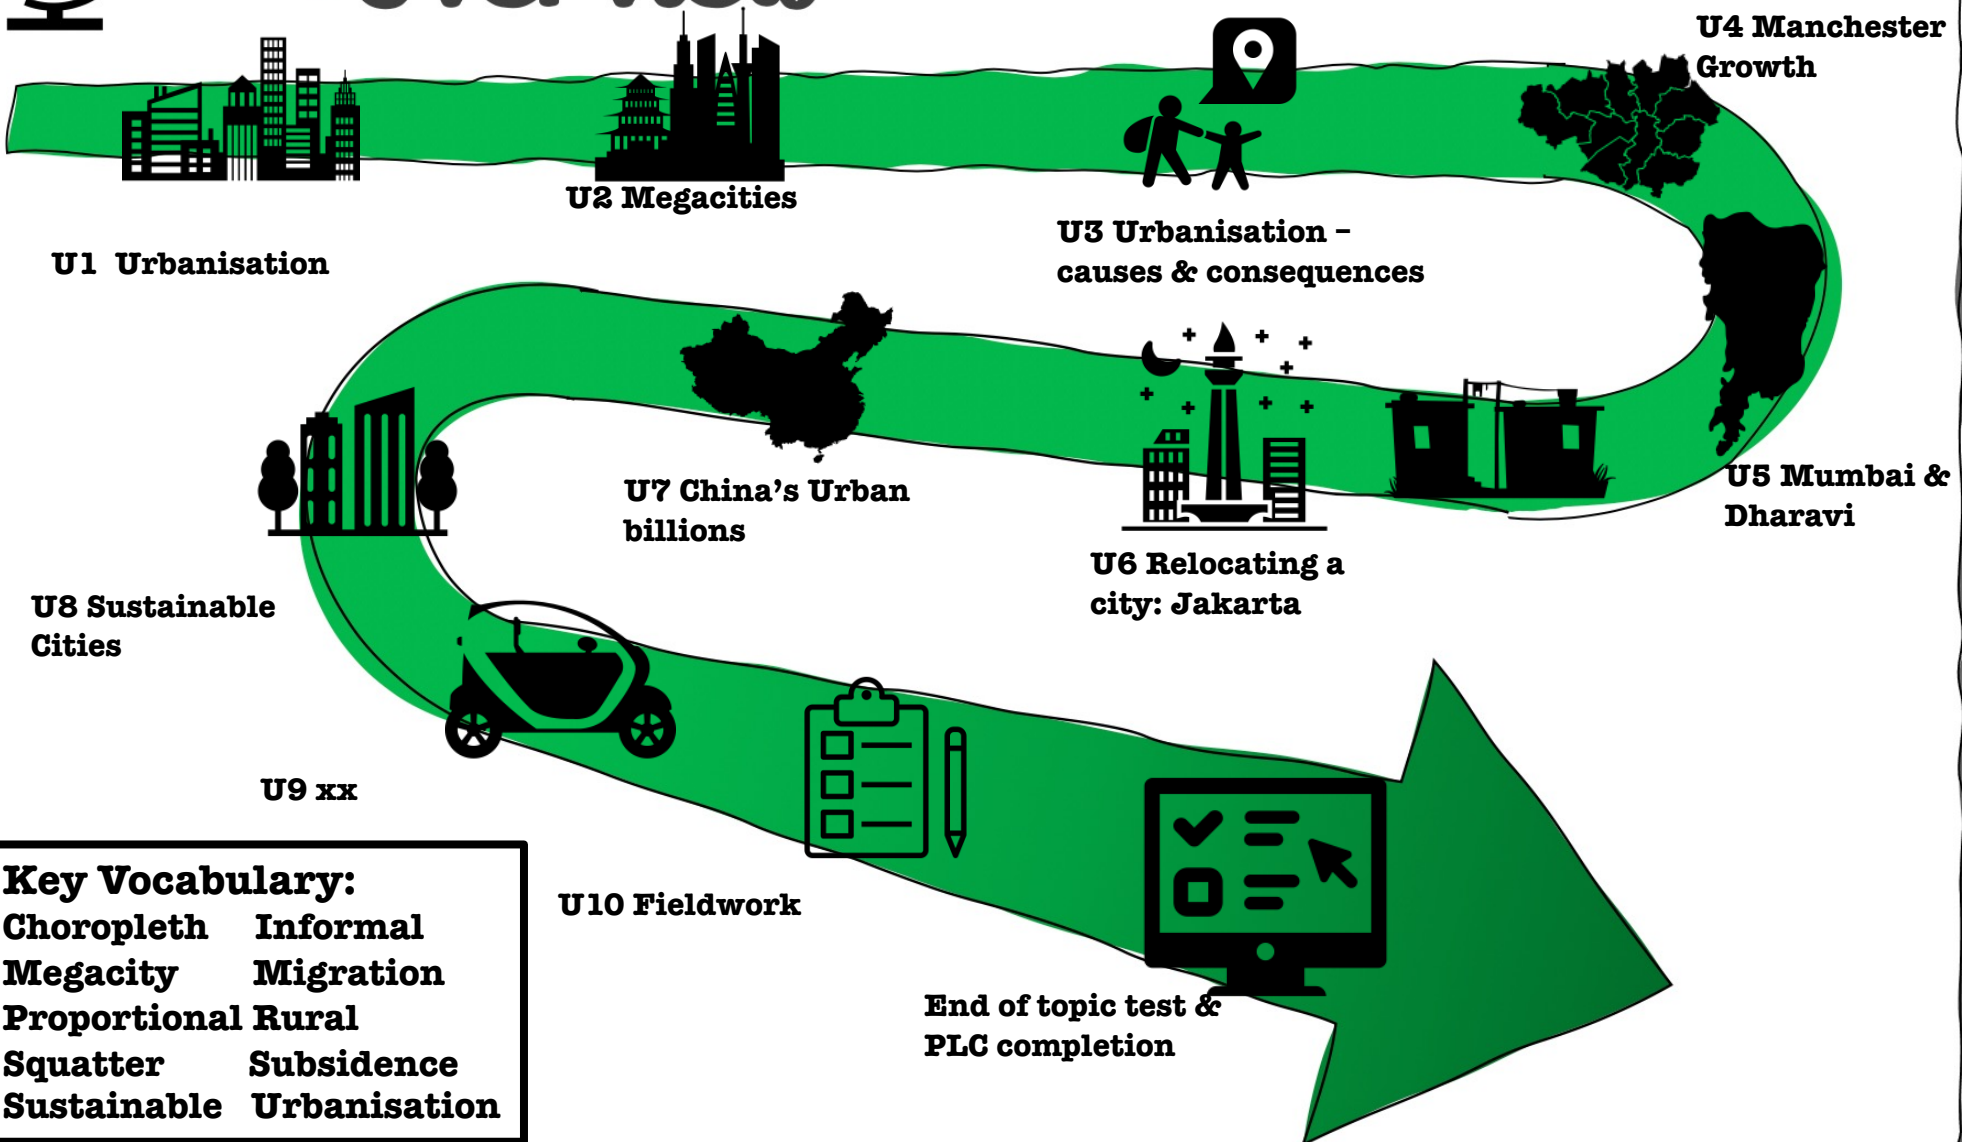 Overview
U4 Manchester
Growth
U2 Megacities
U3 Urbanisation –
causes & consequences
U1 Urbanisation
U5 Mumbai &
Dharavi
U7 China's Urban
billions
U6 Relocating a
city: Jakarta
U8 Sustainable
Cities
U9 xx
U10 Fieldwork
End of topic test &
PLC completion
Key Vocabulary:
Choropleth Informal
Megacity Migration
Proportional Rural
Squatter Subsidence
Sustainable Urbanisation